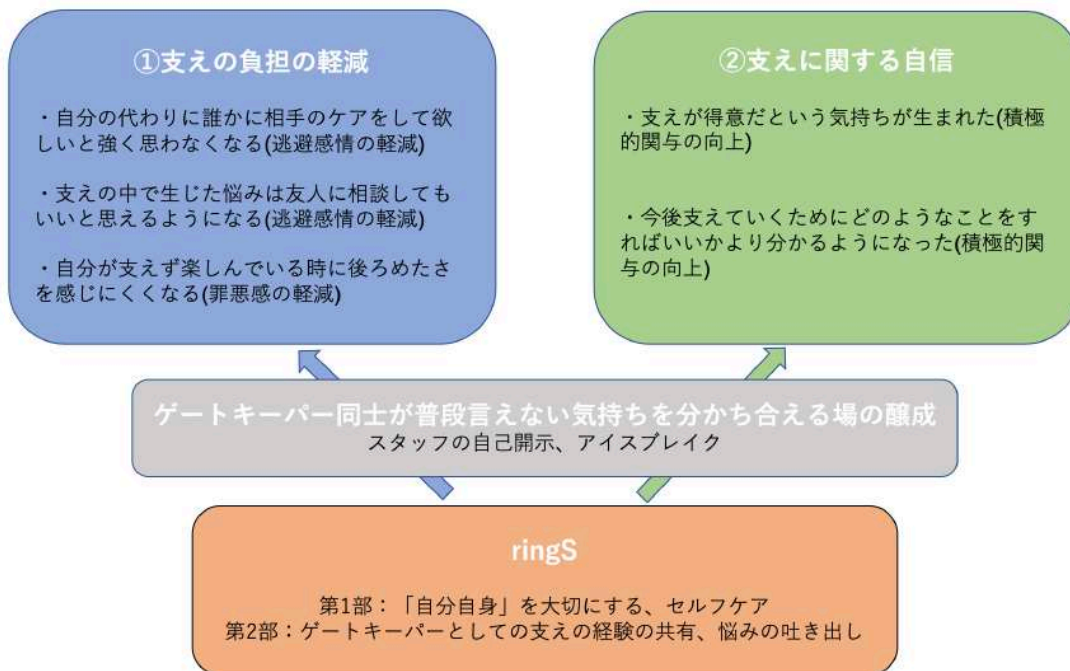 ①支えの負担の軽減
・自分の代わりに誰かに相手のケアをして欲
しいと強く思わなくなる(逃避感情の軽減)
・支えの中で生じた悩みは友人に相談しても
いいと思えるようになる(逃避感情の軽減)
・自分が支えず楽しんでいる時に後ろめたさ
を感じにくくなる(罪悪感の軽減)
②支えに関する自信
・支えが得意だという気持ちが生まれた(積極
的関与の向上)
・今後支えていくためにどのようなことをす
ればいいかより分かるようになった(積極的関
与の向上)
ゲートキーパー同士が普段言えない気持ちを分かち合える場の醸成
スタッフの自己開示、アイスブレイク
ringS
第1部：「自分自身」を大切にする、セルフケア
第2部：ゲートキーパーとしての支えの経験の共有、悩みの吐き出し